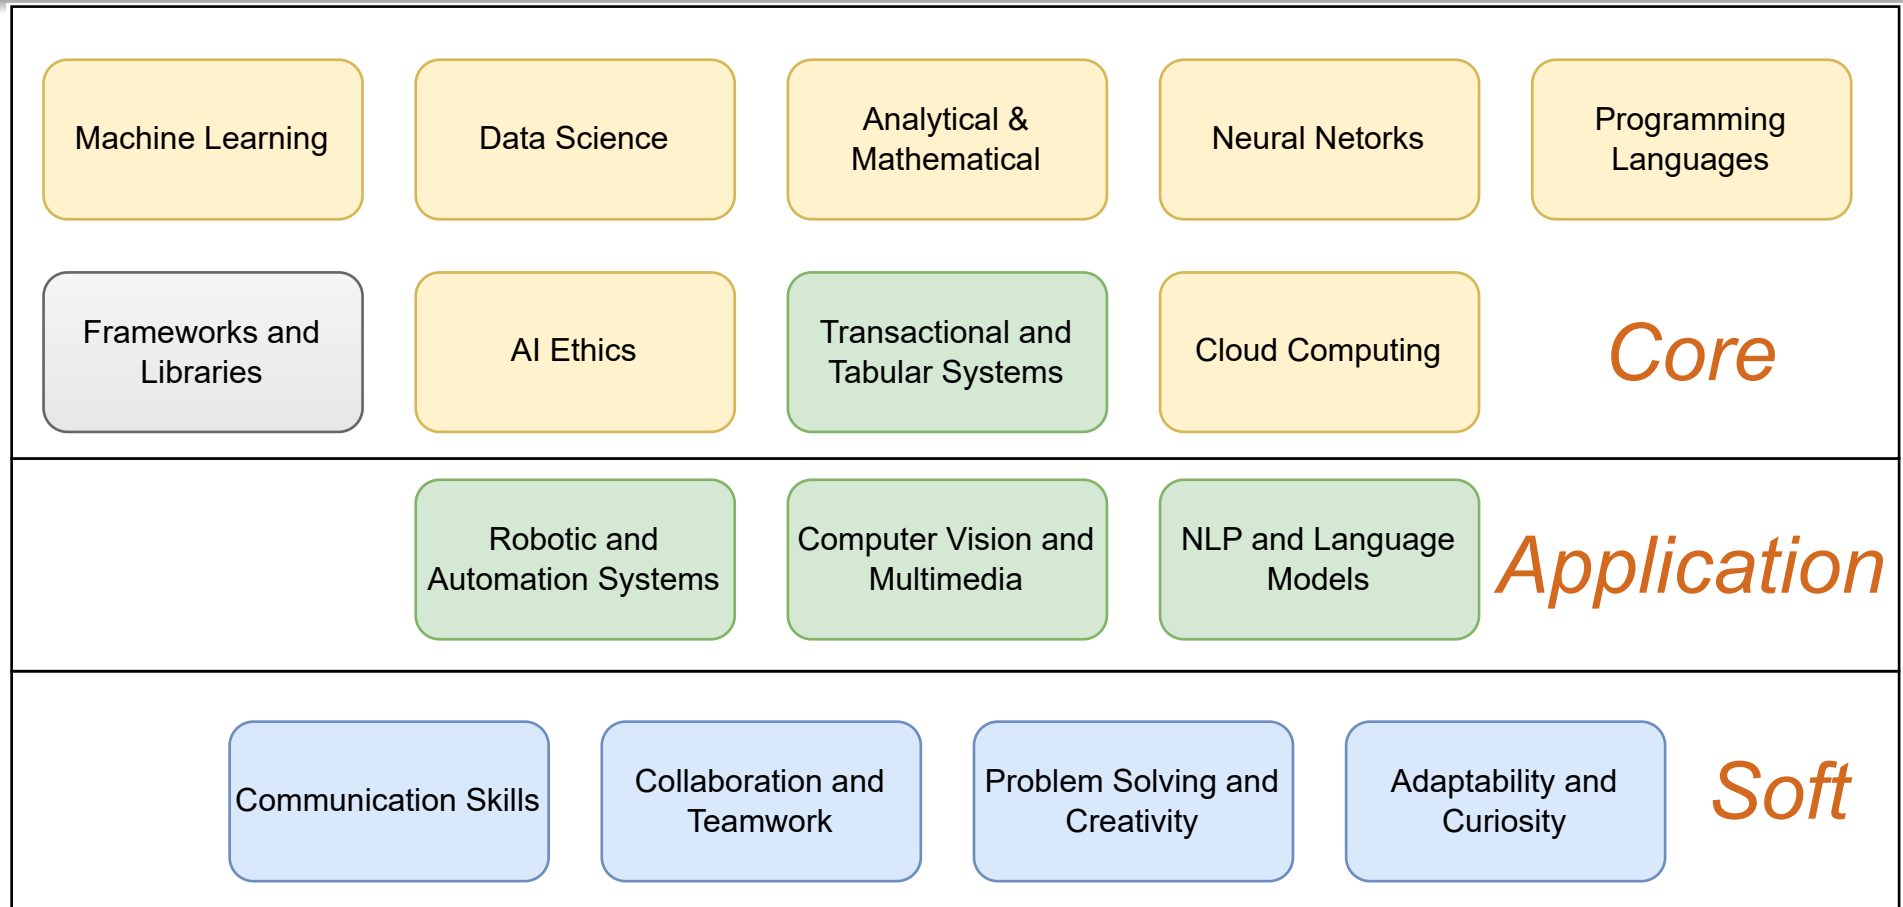 Machine Learning
Data Science
Analytical &
Mathematical
Neural Netorks
Programming
Languages
Frameworks and
Libraries
AI Ethics
Transactional and
Tabular Systems
Cloud Computing
Core
Robotic and
Automation Systems
Computer Vision and
Multimedia
NLP and Language
Models
Application
Communication Skills
Collaboration and
Teamwork
Problem Solving and
Creativity
Adaptability and
Curiosity
Soft